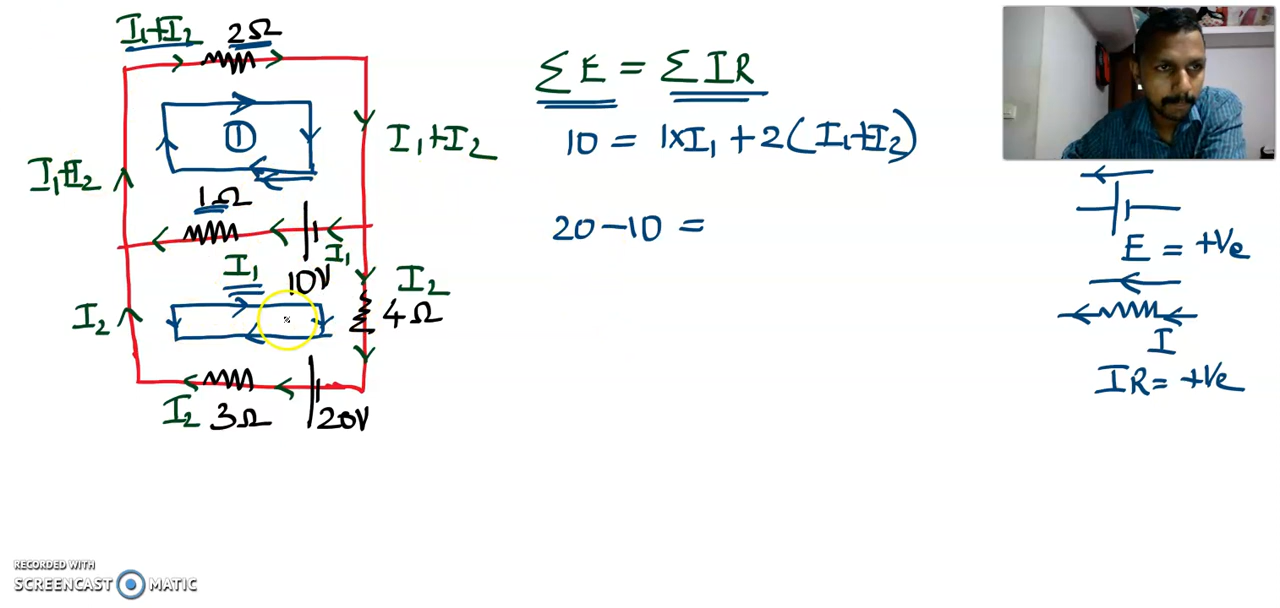 I₁+I₂ 2Ω
①
I₁+I₂
I₁+I₂
1Ω
I₁
I₁
10V
I₂
4Ω
I₂
I₂
3Ω
20V
ΣE = ΣIR
10 = 1×I₁ + 2(I₁+I₂)
20-10 =
E = +Ve
I
IR = +Ve
RECORDED WITH
SCREENCAST MATIC